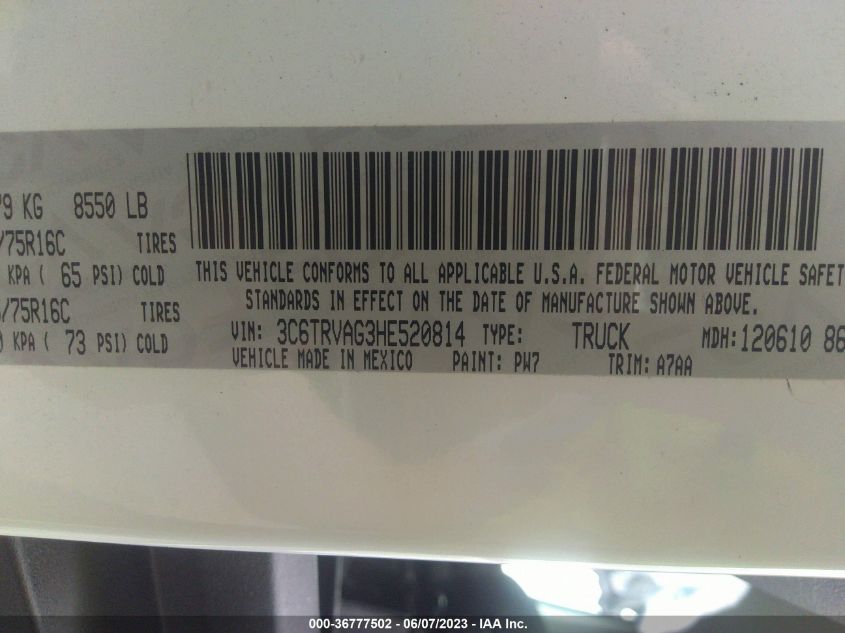 79 KG 8550 LB
/75R16C TIRES
KPA ( 65 PSI) COLD
/75R16C TIRES
0 KPA ( 73 PSI) COLD
THIS VEHICLE CONFORMS TO ALL APPLICABLE U.S.A. FEDERAL MOTOR VEHICLE SAFET
STANDARDS IN EFFECT ON THE DATE OF MANUFACTURE SHOWN ABOVE.
VIN: 3C6TRVAG3HE520814 TYPE: TRUCK MDH: 120610 86
VEHICLE MADE IN MEXICO PAINT: PW7 TRIM: A7AA
000-36777502 - 06/07/2023 - IAA Inc.